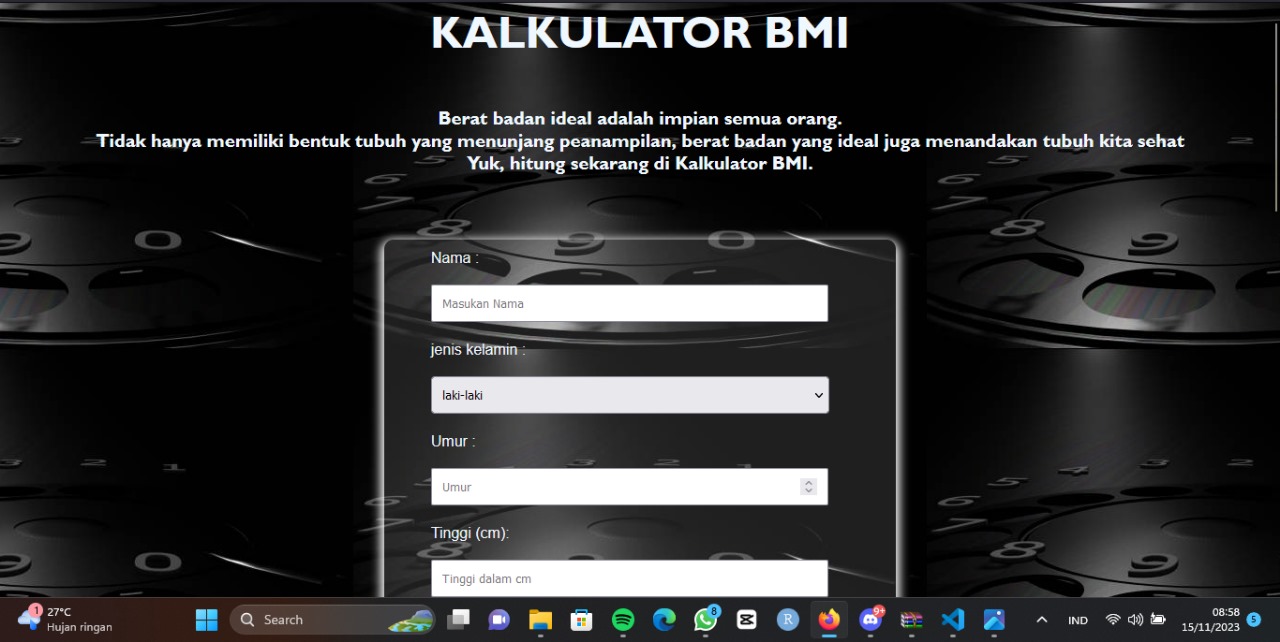 KALKULATOR BMI
Berat badan ideal adalah impian semua orang.
Tidak hanya memiliki bentuk tubuh yang menunjang peanampilan, berat badan yang ideal juga menandakan tubuh kita sehat
Yuk, hitung sekarang di Kalkulator BMI.
Nama :
Masukan Nama
jenis kelamin :
laki-laki
Umur :
Umur
Tinggi (cm):
Tinggi dalam cm
1
27°C
Hujan ringan
Search
8
R
9+
IND
08:58
15/11/2023
5